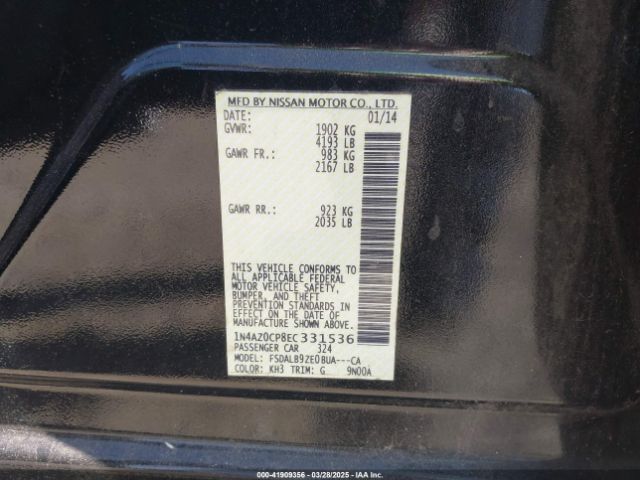 MFD BY NISSAN MOTOR CO., LTD.
DATE: 01/14
GVWR: 1902 KG
4193 LB
GAWR FR.: 983 KG
2167 LB
GAWR RR.: 923 KG
2035 LB
THIS VEHICLE CONFORMS TO
ALL APPLICABLE FEDERAL
MOTOR VEHICLE SAFETY,
BUMPER, AND THEFT
PREVENTION STANDARDS IN
EFFECT ON THE DATE OF
MANUFACTURE SHOWN ABOVE.
1N4AZ0CP8EC331536
PASSENGER CAR 324
MODEL: FSDALB9ZE0BUA---CA
COLOR: KH3 TRIM: G 9N00A
000-41909356 | 03/28/2025 | IAA Inc.